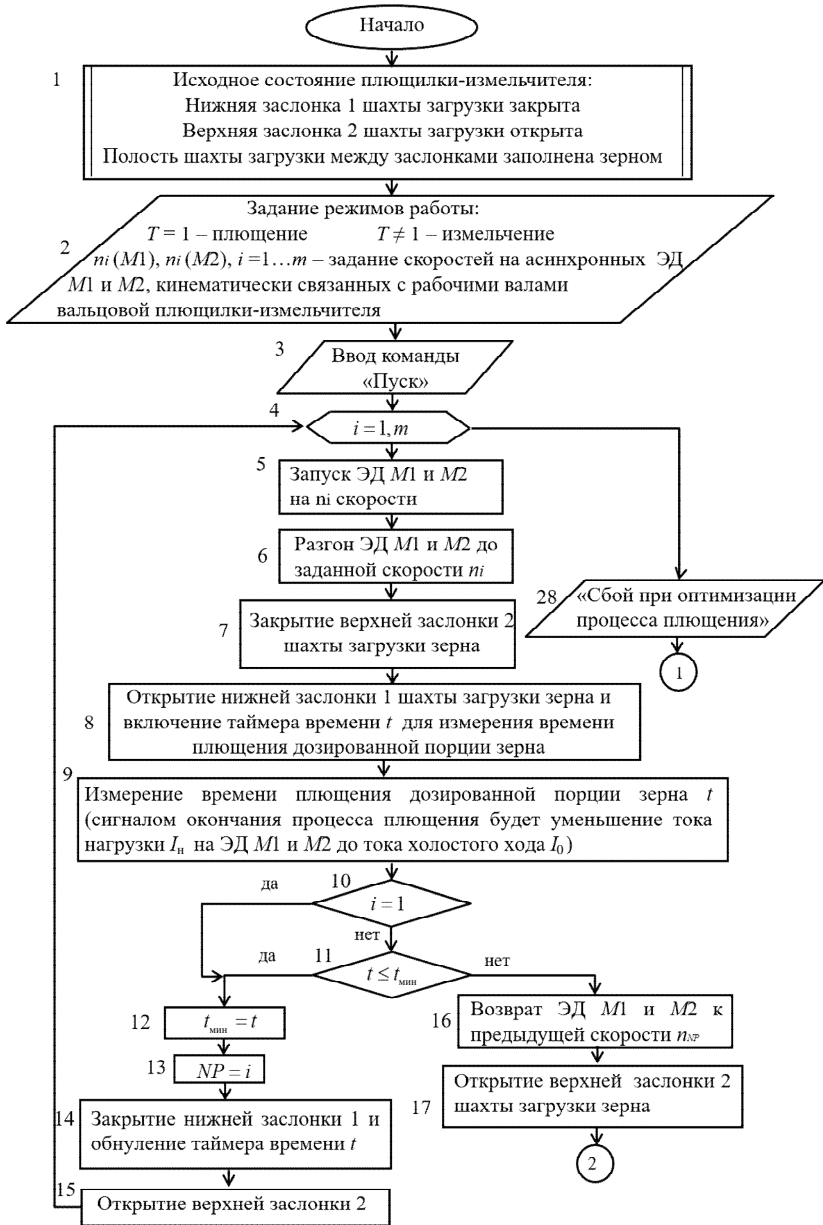 Начало
1
Исходное состояние плющилки-измельчителя:
Нижняя заслонка 1 шахты загрузки закрыта
Верхняя заслонка 2 шахты загрузки открыта
Полость шахты загрузки между заслонками заполнена зерном
Задание режимов работы:
T = 1 – плющение T ≠ 1 – измельчение
2
ni (M1), ni (M2), i =1…m – задание скоростей на асинхронных ЭД
M1 и M2, кинематически связанных с рабочими валами
вальцовой плющилки-измельчителя
3
Ввод команды
«Пуск»
4
i = 1, m
5
Запуск ЭД M1 и M2
на ni скорости
6
Разгон ЭД M1 и M2 до
заданной скорости ni
28
«Сбой при оптимизации
процесса плющения»
1
7
Закрытие верхней заслонки 2
шахты загрузки зерна
8
Открытие нижней заслонки 1 шахты загрузки зерна и
включение таймера времени t для измерения времени
плющения дозированной порции зерна
9
Измерение времени плющения дозированной порции зерна t
(сигналом окончания процесса плющения будет уменьшение тока
нагрузки Iн на ЭД M1 и M2 до тока холостого хода I0)
да
10
i = 1
нет
да
11
t ≤ tмин
нет
12
tмин = t
13
NP = i
14
Закрытие нижней заслонки 1 и
обнуление таймера времени t
15
Открытие верхней заслонки 2
16
Возврат ЭД M1 и M2 к
предыдущей скорости nNP
17
Открытие верхней заслонки 2
шахты загрузки зерна
2